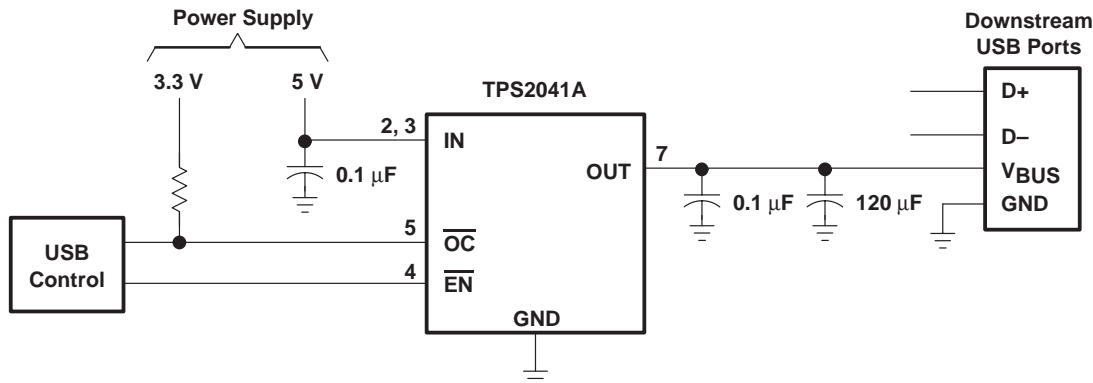 Power Supply
3.3 V
5 V
Downstream
USB Ports
TPS2041A
D+
D−
VBUS
GND
2, 3
IN
0.1 μF
OUT
7
0.1 μF
120 μF
USB
Control
5
OC
4
EN
GND